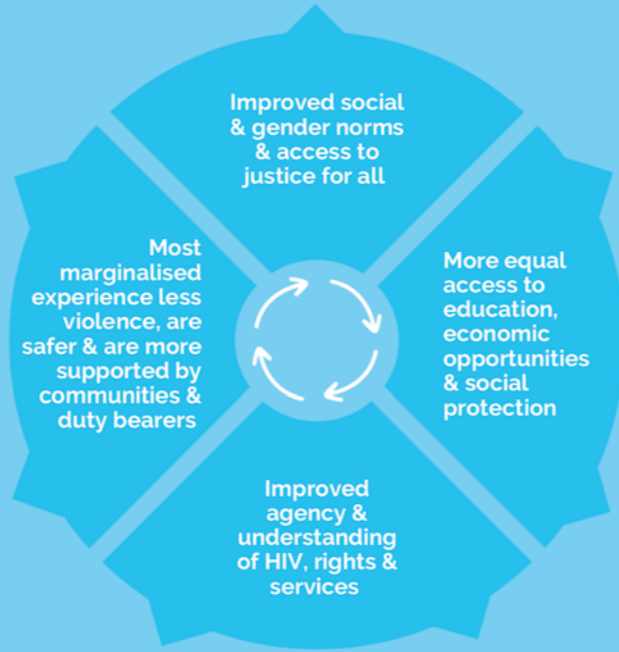 Improved social
& gender norms
& access to
justice for all
More equal
access to
education,
economic
opportunities
& social
protection
Improved
agency &
understanding
of HIV, rights &
services
Most
marginalised
experience less
violence, are
safer & are more
supported by
communities &
duty bearers